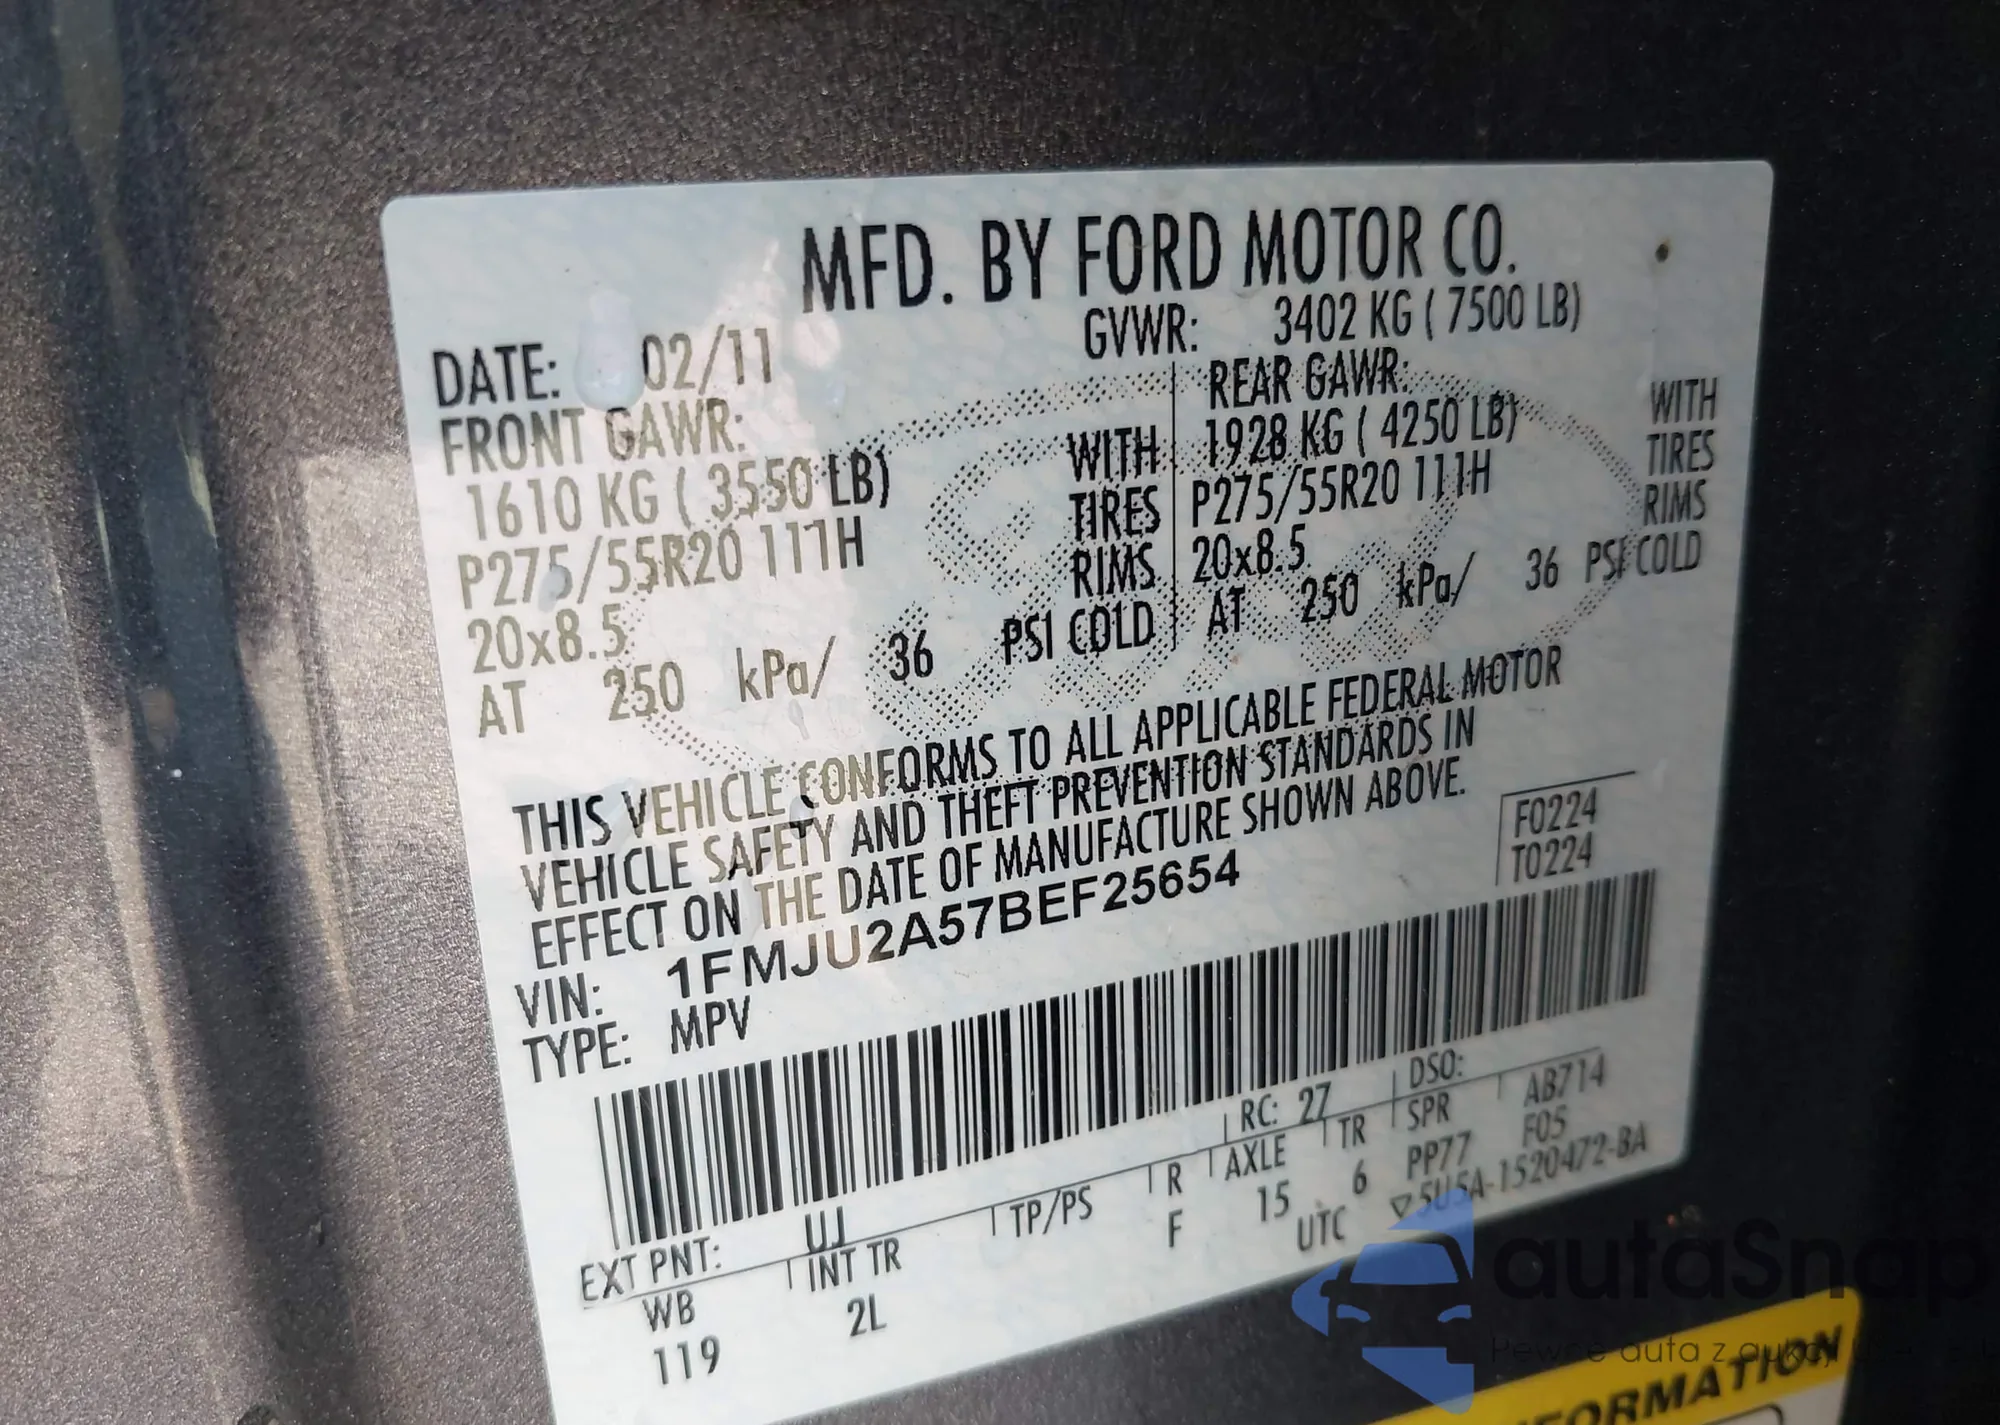 MFD. BY FORD MOTOR CO.
DATE: 02/11 GVWR: 3402 KG ( 7500 LB)
FRONT GAWR: REAR GAWR:
1610 KG ( 3550 LB) WITH 1928 KG ( 4250 LB) WITH
P275/55R20 111H TIRES P275/55R20 111H TIRES
20x8.5 RIMS 20x8.5 RIMS
AT 250 kPa/ 36 PSI COLD AT 250 kPa/ 36 PSI COLD
THIS VEHICLE CONFORMS TO ALL APPLICABLE FEDERAL MOTOR
VEHICLE SAFETY AND THEFT PREVENTION STANDARDS IN
EFFECT ON THE DATE OF MANUFACTURE SHOWN ABOVE.
VIN: 1FMJU2A57BEF25654 F0224
TYPE: MPV T0224
EXT PNT: UJ RC: 27 DSO:
WB INT TR TP/PS R AXLE TR SPR AB714
119 2L F 15 6 PP77 F05
UTC ▽5U5A-1520472-BA
autaSnap
Pewne auta z aukcji
ORMATION